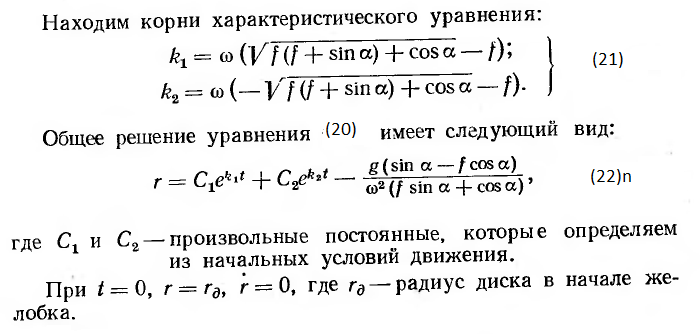 Находим корни характеристического уравнения:
k₁ = ω (√f (f + sin α) + cos α − f);
k₂ = ω (−√f (f + sin α) + cos α − f). (21)
Общее решение уравнения (20) имеет следующий вид:
r = C₁e^{k₁t} + C₂e^{k₂t} − g (sin α − f cos α) / ω² (f sin α + cos α), (22)n
где C₁ и C₂ — произвольные постоянные, которые определяем
из начальных условий движения.
При t = 0, r = r_д, ṙ = 0, где r_д — радиус диска в начале же-
лобка.